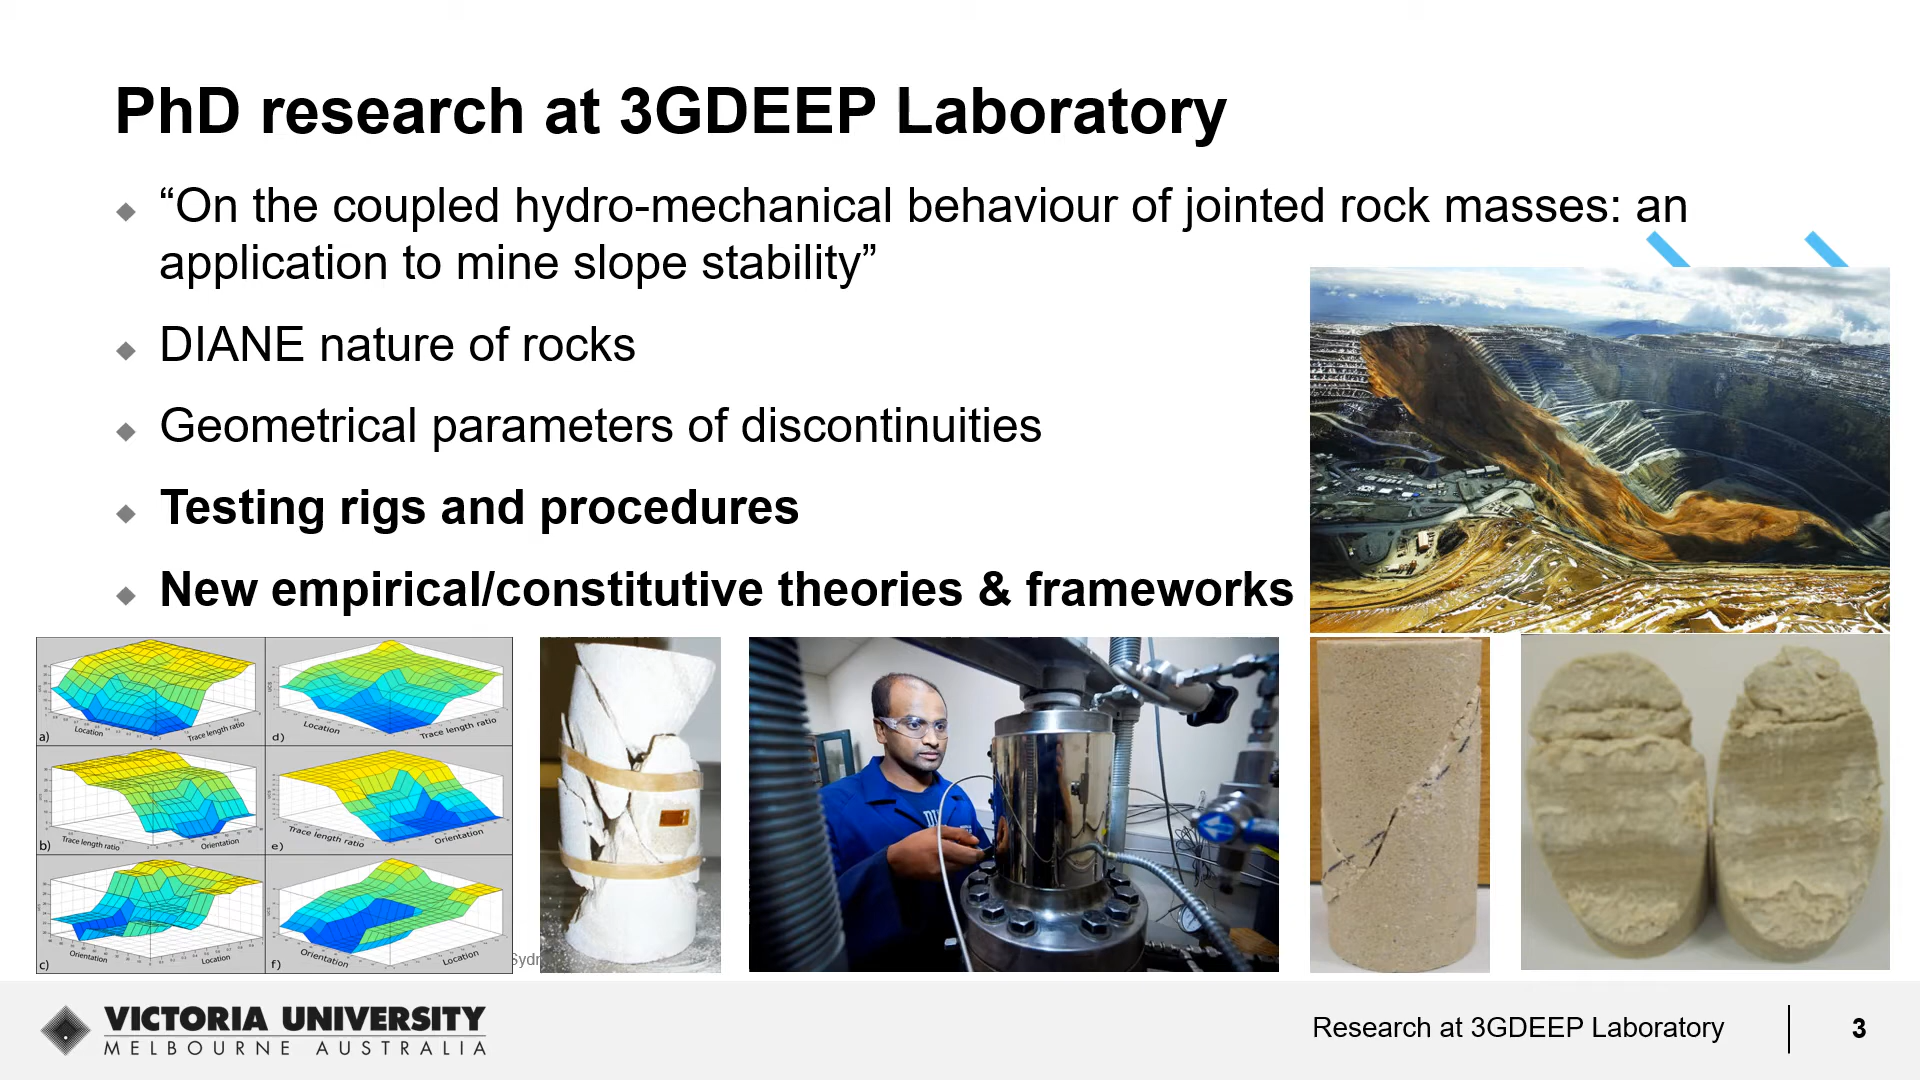 PhD research at 3GDEEP Laboratory
“On the coupled hydro-mechanical behaviour of jointed rock masses: an
application to mine slope stability”
DIANE nature of rocks
Geometrical parameters of discontinuities
Testing rigs and procedures
New empirical/constitutive theories & frameworks
Location
Trace length ratio
a)
Location
Trace length ratio
d)
Trace length ratio
Orientation
b)
Trace length ratio
Orientation
e)
Orientation
Location
c)
Orientation
Location
f)
VICTORIA UNIVERSITY
MELBOURNE AUSTRALIA
Research at 3GDEEP Laboratory
3